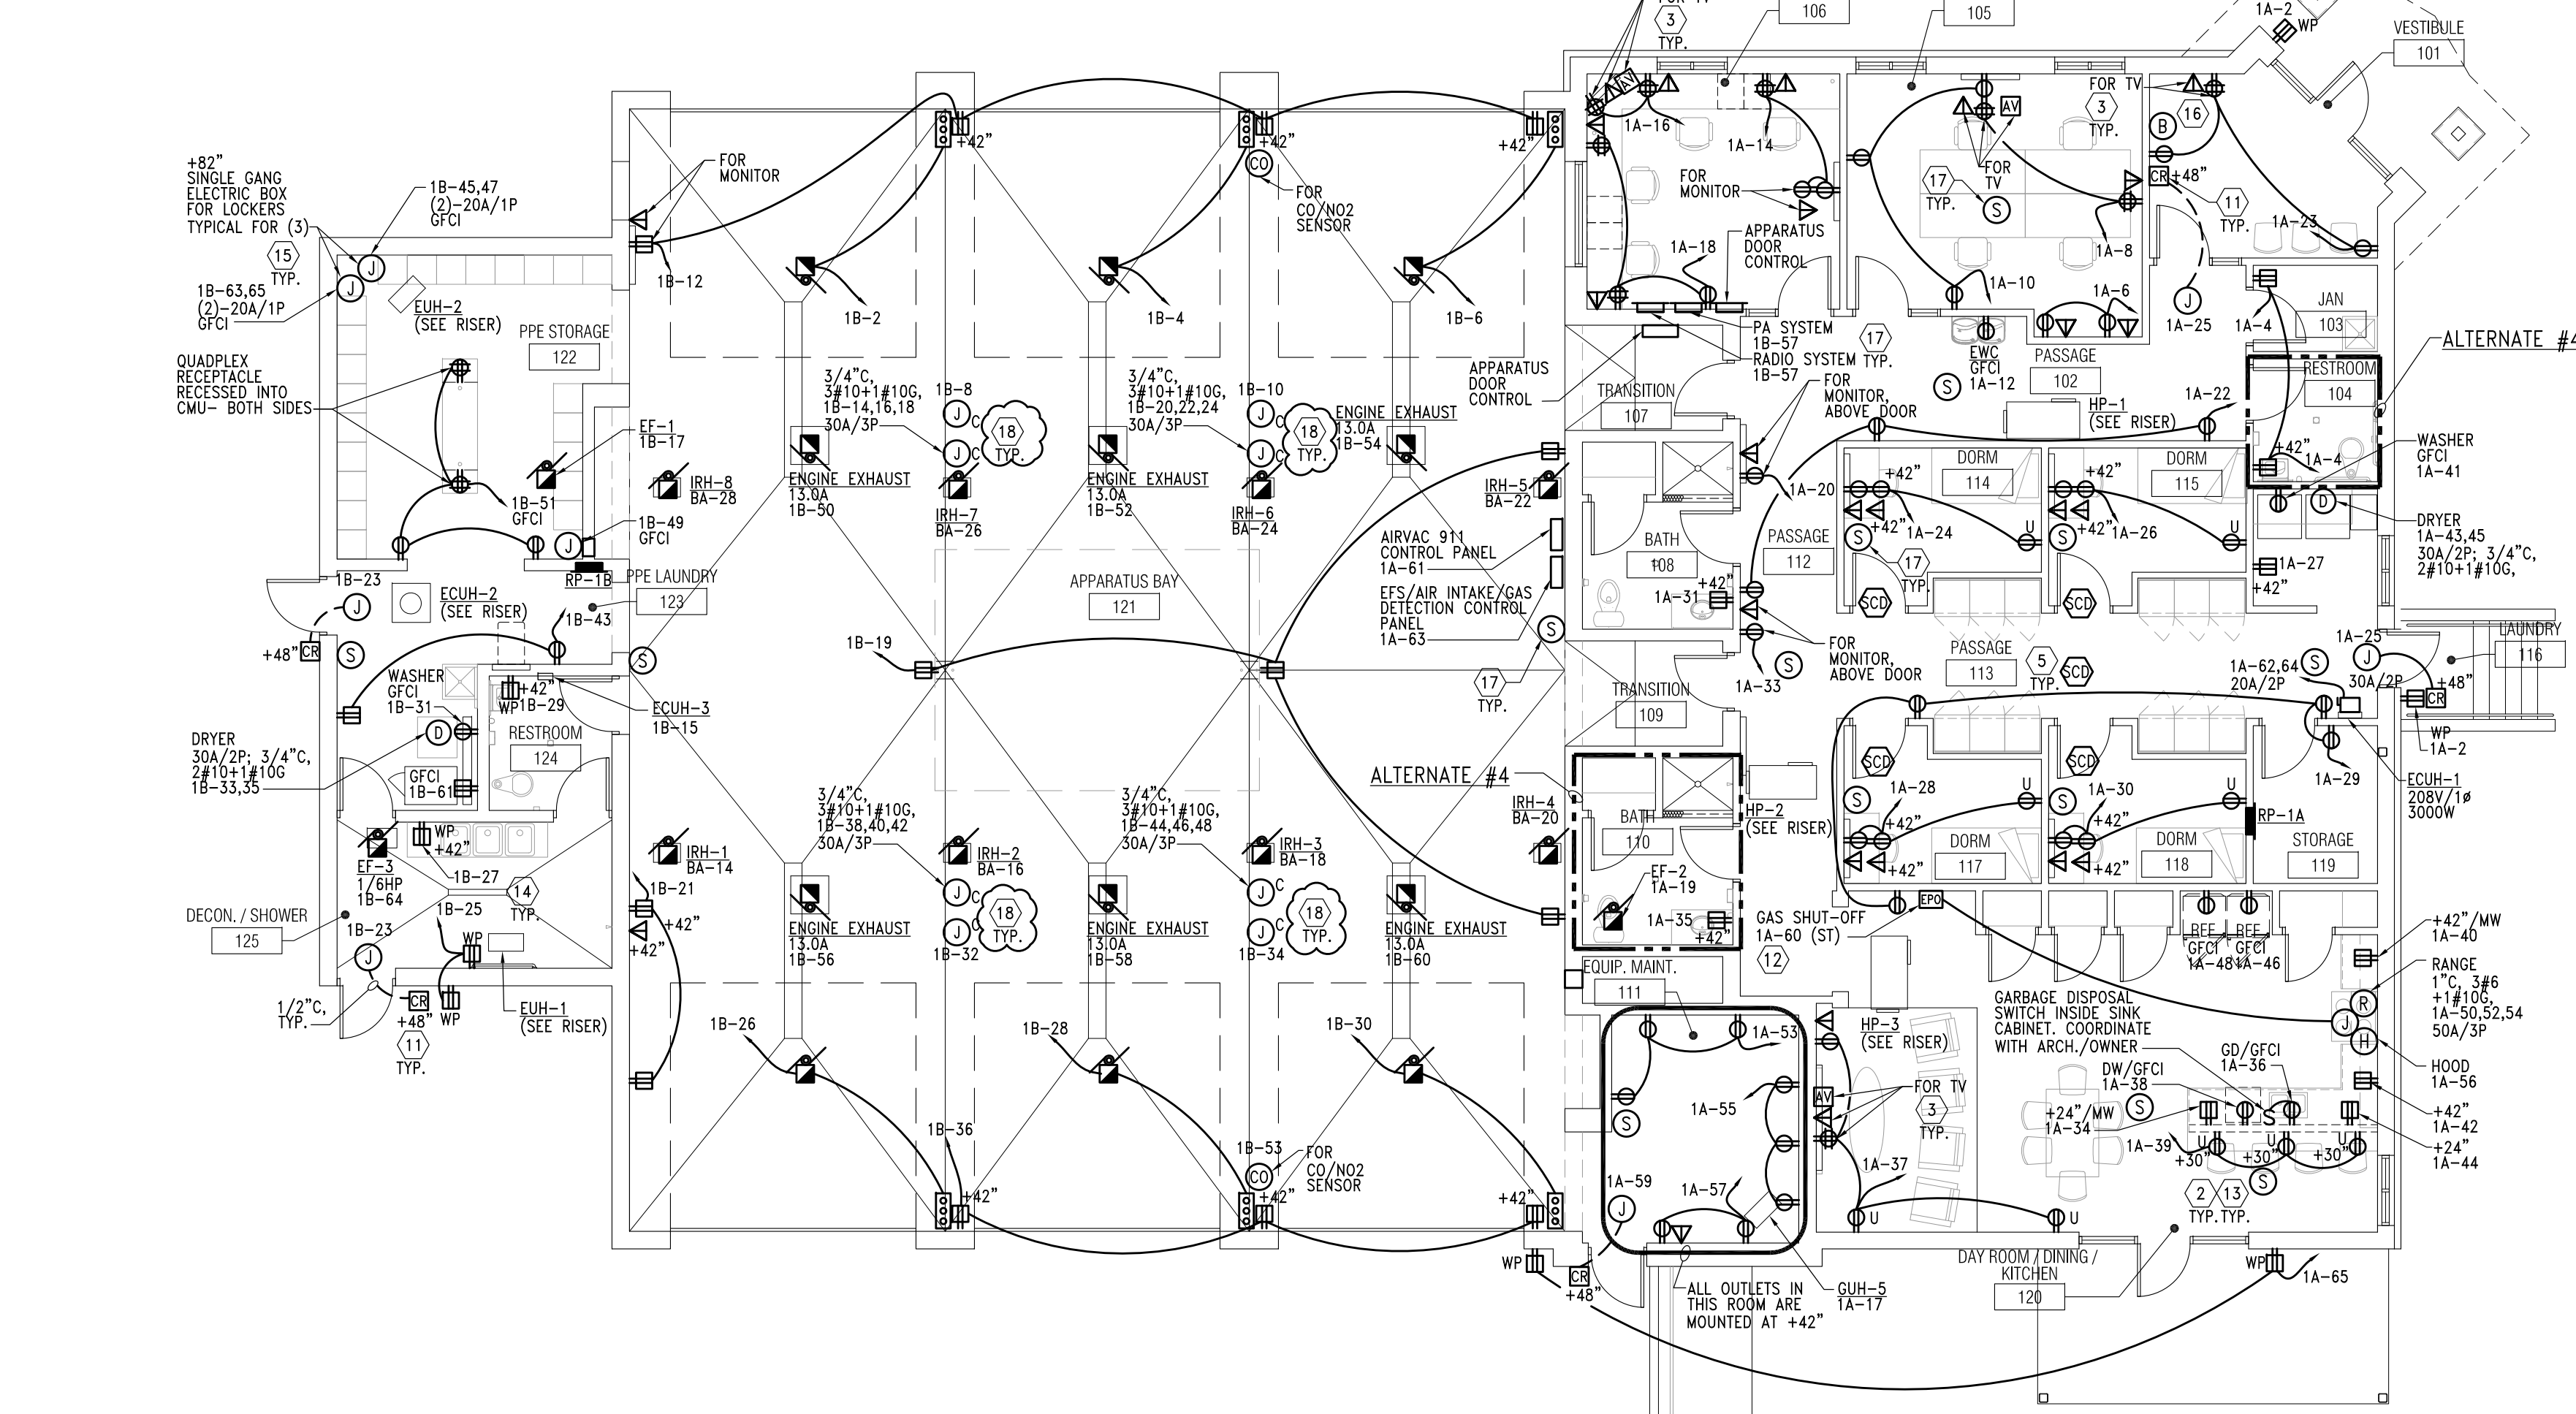 +82"
SINGLE GANG
ELECTRIC BOX
FOR LOCKERS
TYPICAL FOR (3)
15
TYP.
1B-45,47
(2)-20A/1P
GFCI
1B-63,65
(2)-20A/1P
GFCI
J
J
EUH-2
(SEE RISER)
PPE STORAGE
122
QUADPLEX
RECEPTACLE
RECESSED INTO
CMU- BOTH SIDES
EF-1
1B-17
1B-51
GFCI
J
1B-49
GFCI
RP-1B
PPE LAUNDRY
123
1B-23
J
ECUH-2
(SEE RISER)
1B-43
+48"
CR
S
S
WASHER
GFCI
1B-31
D
+42"
WP
1B-29
ECUH-3
1B-15
RESTROOM
124
DRYER
30A/2P; 3/4"C,
2#10+1#10G
1B-33,35
GFCI
1B-61
WP
+42"
EF-3
1/6HP
1B-64
1B-27
14
TYP.
1B-25
DECON. / SHOWER
125
1B-23
J
WP
1/2"C,
TYP.
CR
+48"
WP
11
TYP.
EUH-1
(SEE RISER)
FOR
MONITOR
1B-12
1B-2
1B-4
1B-6
+42"
+42"
+42"
CO
FOR
CO/NO2
SENSOR
3/4"C,
3#10+1#10G,
1B-14,16,18
30A/3P
1B-8
J
C
J
C
18
TYP.
3/4"C,
3#10+1#10G,
1B-20,22,24
30A/3P
1B-10
J
C
J
C
18
TYP.
ENGINE EXHAUST
13.0A
1B-54
ENGINE EXHAUST
13.0A
1B-50
ENGINE EXHAUST
13.0A
1B-52
IRH-8
BA-28
IRH-7
BA-26
IRH-6
BA-24
IRH-5
BA-22
APPARATUS BAY
121
1B-19
AIRVAC 911
CONTROL PANEL
1A-61
EFS/AIR INTAKE/GAS
DETECTION CONTROL
PANEL
1A-63
S
17
TYP.
3/4"C,
3#10+1#10G,
1B-38,40,42
30A/3P
3/4"C,
3#10+1#10G,
1B-44,46,48
30A/3P
IRH-1
BA-14
IRH-2
BA-16
IRH-3
BA-18
IRH-4
BA-20
J
C
J
C
1B-32
18
TYP.
J
C
J
C
1B-34
18
TYP.
ENGINE EXHAUST
13.0A
1B-56
ENGINE EXHAUST
13.0A
1B-58
ENGINE EXHAUST
13.0A
1B-60
1B-21
+42"
+42"
1B-26
1B-28
1B-30
1B-36
1B-53
CO
FOR
CO/NO2
SENSOR
+42"
+42"
+42"
3
TYP.
106
105
AV
1A-16
1A-14
FOR
MONITOR
1A-18
APPARATUS
DOOR
CONTROL
APPARATUS
DOOR
CONTROL
PA SYSTEM
1B-57
RADIO SYSTEM
1B-57
17
TYP.
FOR TV
3
TYP.
AV
FOR
TV
17
TYP.
S
1A-8
1A-10
1A-6
1A-2
WP
VESTIBULE
101
16
B
CR
+48"
11
TYP.
1A-23
J
1A-25
1A-4
JAN
103
ALTERNATE #4
RESTROOM
104
+42"
1A-4
WASHER
GFCI
1A-41
D
DRYER
1A-43,45
30A/2P; 3/4"C,
2#10+1#10G,
1A-27
+42"
EWC
GFCI
1A-12
S
PASSAGE
102
HP-1
(SEE RISER)
1A-22
TRANSITION
107
FOR
MONITOR,
ABOVE DOOR
1A-20
DORM
114
+42"
+42"
S
1A-24
U
17
TYP.
SCD
DORM
115
+42"
+42"
S
1A-26
U
SCD
BATH
108
+42"
1A-31
PASSAGE
112
FOR
MONITOR,
ABOVE DOOR
S
1A-33
TRANSITION
109
PASSAGE
113
5
TYP.
SCD
1A-62,64
20A/2P
S
1A-25
J
30A/2P
+48"
CR
LAUNDRY
116
WP
1A-2
ECUH-1
208V/1ø
3000W
1A-29
ALTERNATE #4
BATH
110
EF-2
1A-19
1A-35
+42"
HP-2
(SEE RISER)
SCD
S
1A-28
U
+42"
+42"
DORM
117
SCD
S
1A-30
U
+42"
+42"
DORM
118
RP-1A
STORAGE
119
GAS SHUT-OFF
1A-60 (ST)
12
EPO
REF
GFCI
1A-48
REF
GFCI
1A-46
+42"/MW
1A-40
RANGE
1"C, 3#6
+1#10G,
1A-50,52,54
50A/3P
R
J
H
HOOD
1A-56
+42"
1A-42
+24"
1A-44
GARBAGE DISPOSAL
SWITCH INSIDE SINK
CABINET. COORDINATE
WITH ARCH./OWNER
GD/GFCI
1A-36
DW/GFCI
1A-38
S
+24"/MW
1A-34
1A-39
U
+30"
U
+30"
U
+30"
S
S
2
TYP.
13
TYP.
EQUIP. MAINT.
111
1A-53
S
1A-55
1A-57
1A-59
J
HP-3
(SEE RISER)
AV
FOR TV
3
TYP.
1A-37
U
U
WP
CR
+48"
ALL OUTLETS IN
THIS ROOM ARE
MOUNTED AT +42"
GUH-5
1A-17
DAY ROOM / DINING /
KITCHEN
120
WP
1A-65